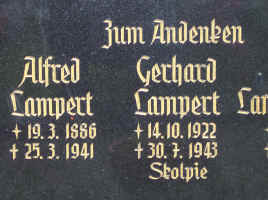 Zum Andenken
Alfred
Lampert
+ 19. 3. 1886
† 25. 3. 1941
Gerhard
Lampert
+ 14. 10. 1922
† 30. 7. 1943
Skolpie